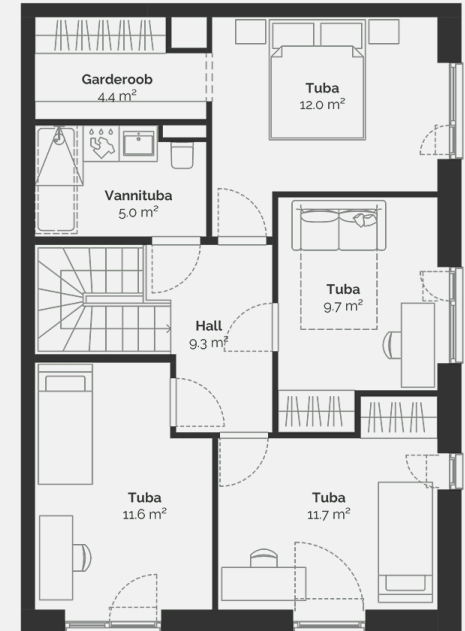 Garderoob
4.4 m²
Tuba
12.0 m²
Vannituba
5.0 m²
Tuba
9.7 m²
Hall
9.3 m²
Tuba
11.6 m²
Tuba
11.7 m²